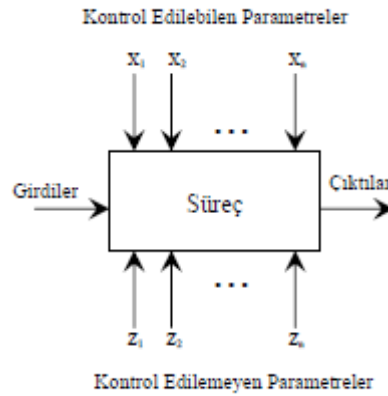 Kontrol Edilebilen Parametreler
X₁ X₂ Xₙ
...
Girdiler Süreç Çıktılar
...
Z₁ Z₂ Zₙ
Kontrol Edilemeyen Parametreler